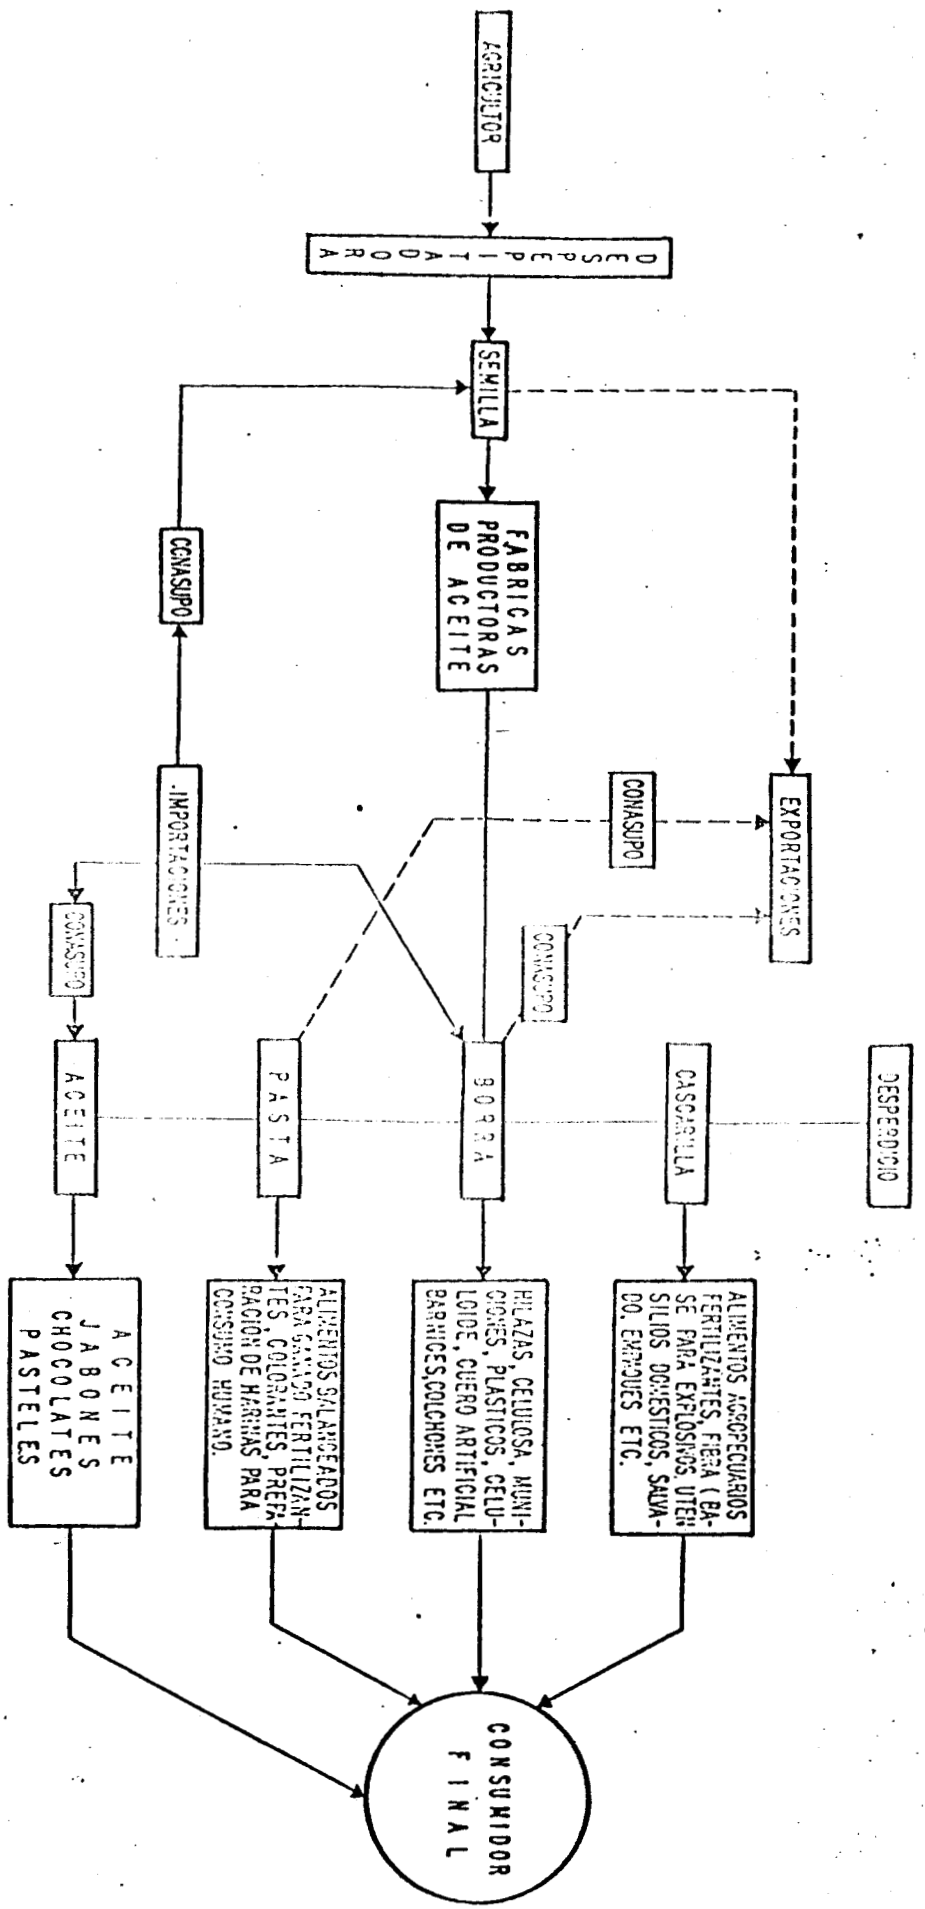 AGRICULTOR
DESPEPITADORA
SEMILLA
FABRICAS
PRODUCTORAS
DE ACEITE
CONASUPO
IMPORTACIONES
CONASUPO
EXPORTACIONES
CONASUPO
CONASUPO
DESPERDICIO
CASCARILLA
BORRA
PASTA
ACEITE
ALIMENTOS AGROPECUARIOS
FERTILIZANTES, FIBRA (BA-
SE PARA EXPLOSIVOS, UTEN
SILIOS DOMESTICOS, SALVA-
DO, EMPAQUES ETC.
HILAZAS, CELULOSA, MUNI-
CIONES, PLASTICOS, CELU-
LOIDE, CUERO ARTIFICIAL
BARNICES, COLCHONES ETC.
ALIMENTOS BALANCEADOS
PARA GANADO FERTILIZAN-
TES, COLORANTES, PREPA
RACION DE HARINAS, PARA
CONSUMO HUMANO.
ACEITE
JABONES
CHOCOLATES
PASTELES
CONSUMIDOR
FINAL